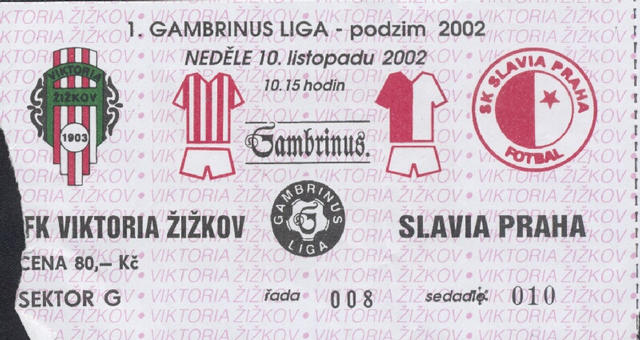 1. GAMBRINUS LIGA - podzim 2002
NEDĚLE 10. listopadu 2002
10.15 hodin
VIKTORIA
ŽIŽKOV
1903
SK SLAVIA PRAHA
FOTBAL
Gambrinus.
GAMBRINUS
LIGA
FK VIKTORIA ŽIŽKOV
SLAVIA PRAHA
CENA 80,– Kč
SEKTOR G
řada 008 sedadlo: 010